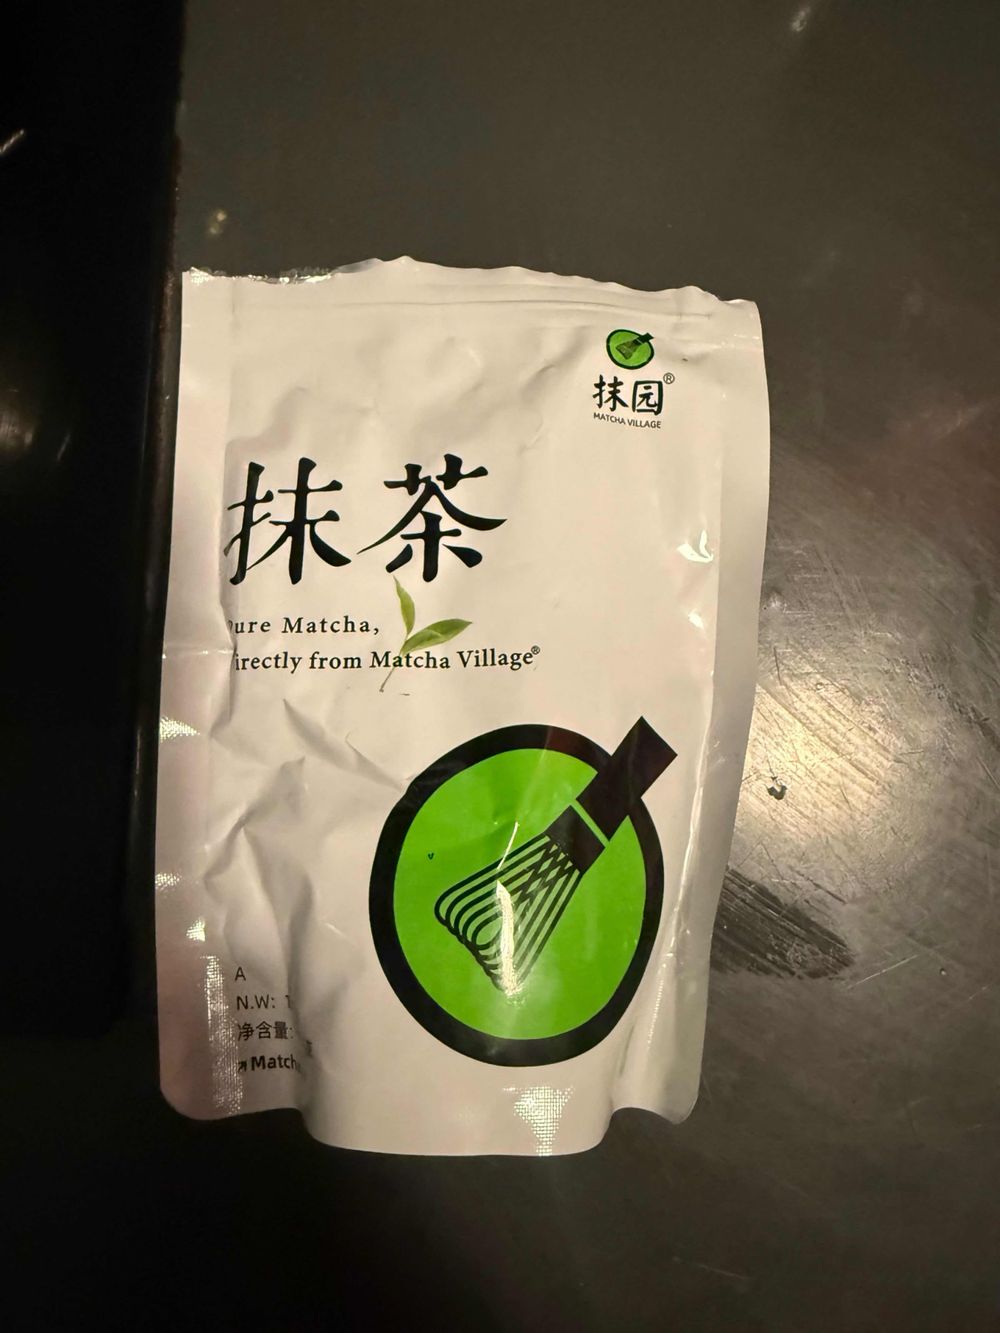 抹园®
MATCHA VILLAGE
抹茶
ure Matcha,
irectly from Matcha Village®
A
N.W:
净含量:
Match